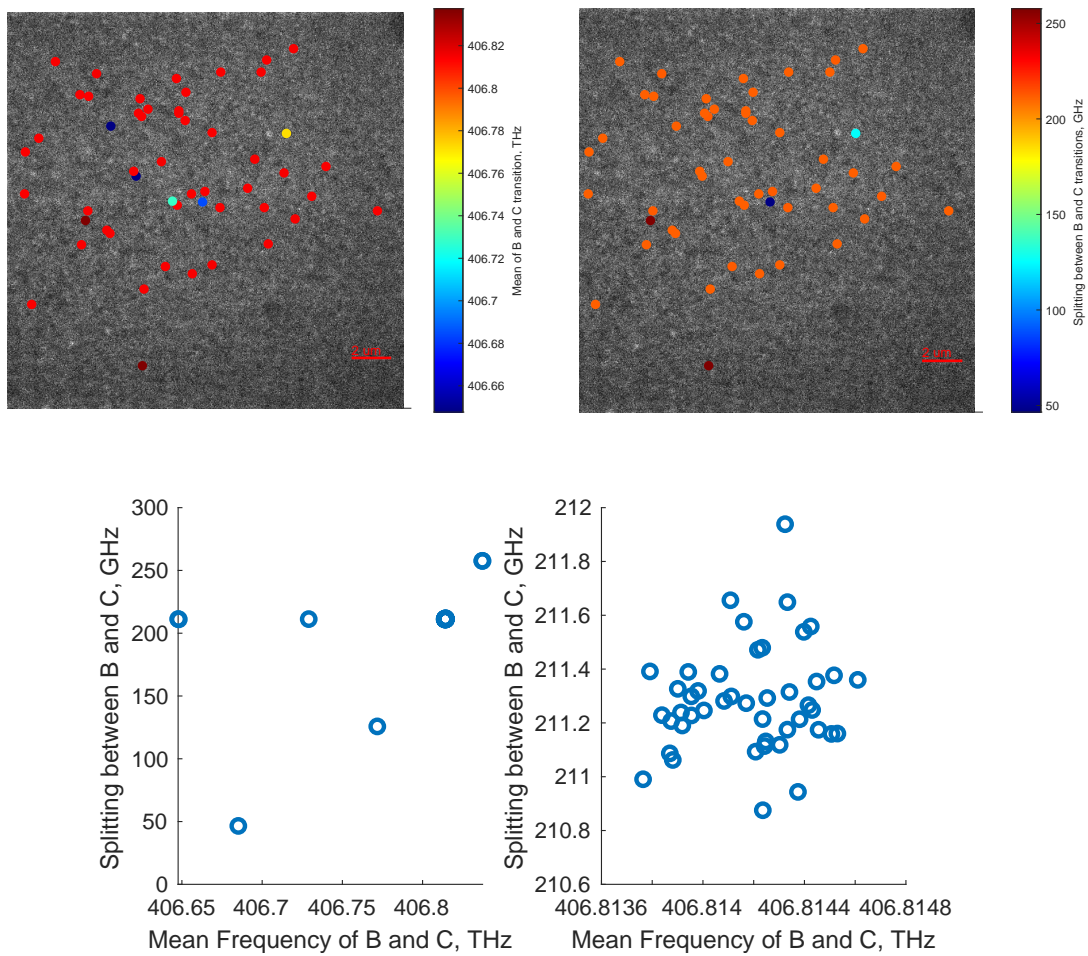 406.82
406.8
406.78
406.76
406.74
406.72
406.7
406.68
406.66
Mean of B and C transition, THz
2 μm
250
200
150
100
50
Splitting between B and C transitions, GHz
2 μm
300
250
200
150
100
50
0
Splitting between B and C, GHz
406.65 406.7 406.75 406.8
Mean Frequency of B and C, THz
212
211.8
211.6
211.4
211.2
211
210.8
210.6
Splitting between B and C, GHz
406.8136 406.814 406.8144 406.8148
Mean Frequency of B and C, THz